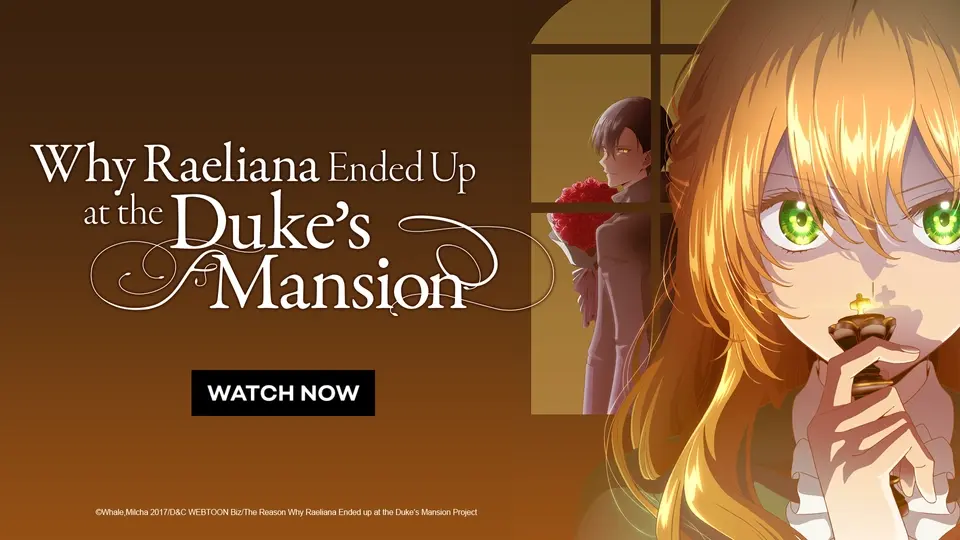 Why Raeliana Ended Up
at the Duke's
Mansion
WATCH NOW
©Whale,Milcha 2017/D&C WEBTOON Biz/The Reason Why Raeliana Ended up at the Duke's Mansion Project